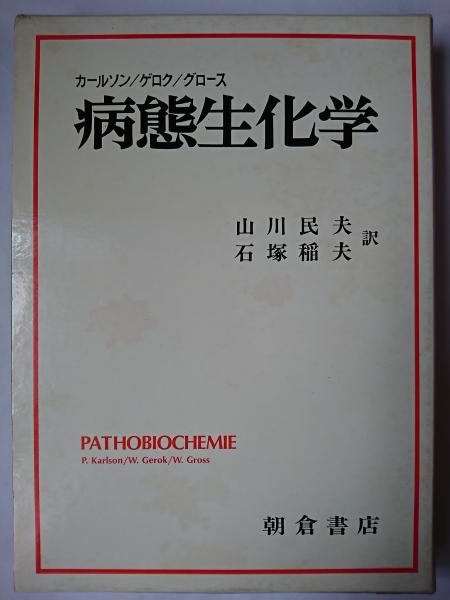 カールソン/ゲロク/グロース
病態生化学
山川民夫
石塚稲夫
訳
PATHOBIOCHEMIE
P. Karlson/W. Gerok/W. Gross
朝倉書店